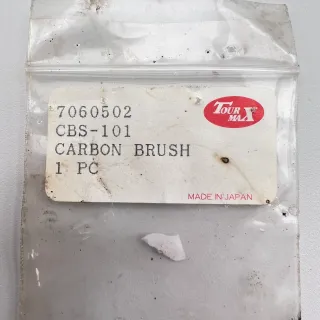 7060502
CBS-101
CARBON BRUSH
1 PC
TOUR
MAX
MADE IN JAPAN